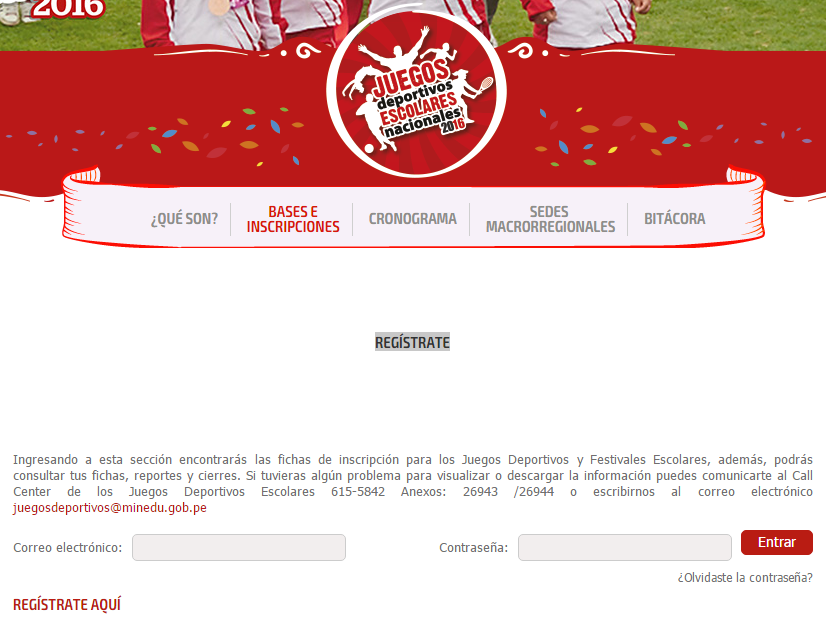 2016
JUEGOS
deportivos
ESCOLARES
nacionales
2016
¿QUÉ SON?
BASES E
INSCRIPCIONES
CRONOGRAMA
SEDES
MACRORREGIONALES
BITÁCORA
REGÍSTRATE
Ingresando a esta sección encontrarás las fichas de inscripción para los Juegos Deportivos y Festivales Escolares, además, podrás
consultar tus fichas, reportes y cierres. Si tuvieras algún problema para visualizar o descargar la información puedes comunicarte al Call
Center de los Juegos Deportivos Escolares 615-5842 Anexos: 26943 /26944 o escribirnos al correo electrónico
juegosdeportivos@minedu.gob.pe
Correo electrónico:
Contraseña:
Entrar
¿Olvidaste la contraseña?
REGÍSTRATE AQUÍ